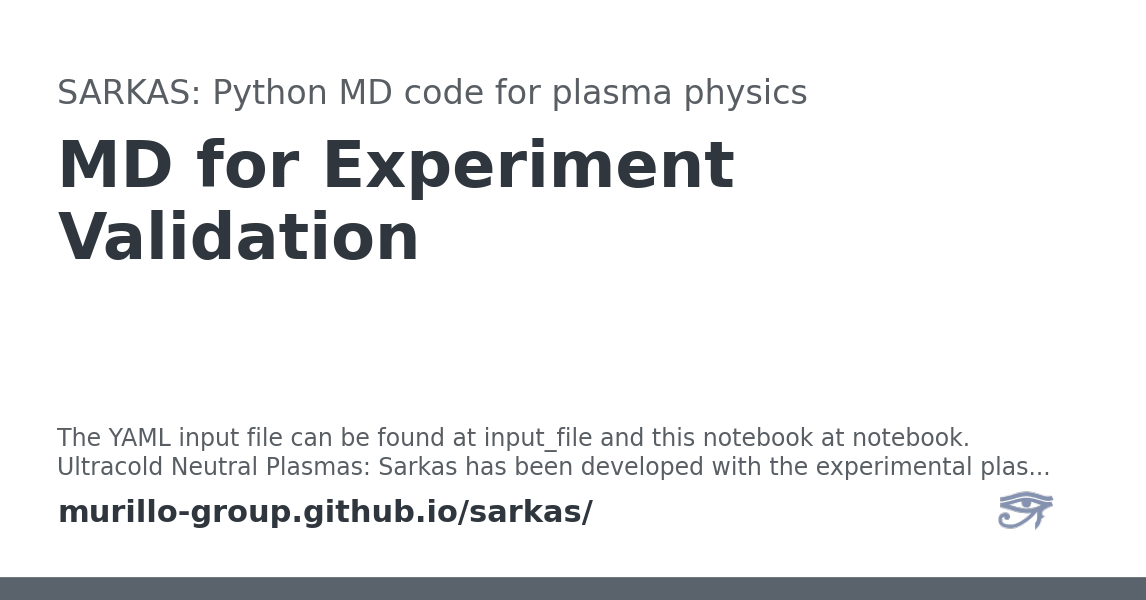 SARKAS: Python MD code for plasma physics
MD for Experiment
Validation
The YAML input file can be found at input_file and this notebook at notebook.
Ultracold Neutral Plasmas: Sarkas has been developed with the experimental plas...
murillo-group.github.io/sarkas/